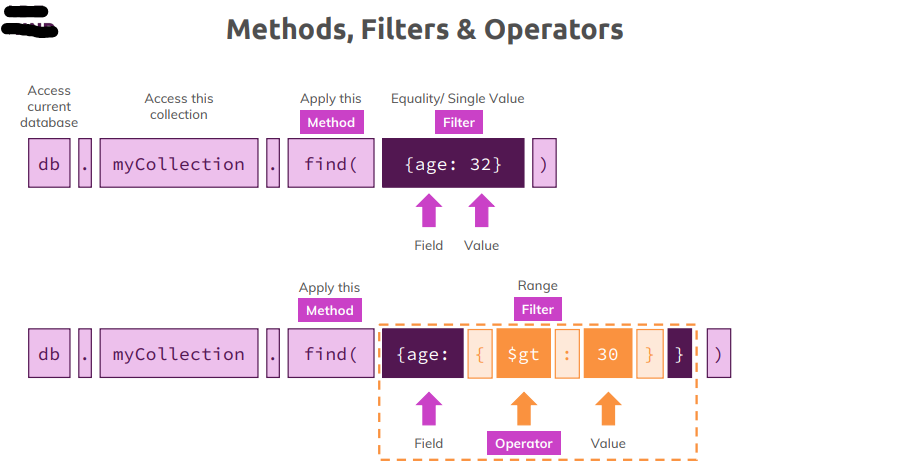 Methods, Filters & Operators
Access
current
database
Access this
collection
Apply this
Method
Equality/ Single Value
Filter
db . myCollection . find( {age: 32} )
Field Value
Apply this
Method
Range
Filter
db . myCollection . find( {age: { $gt : 30 } } )
Field Operator Value